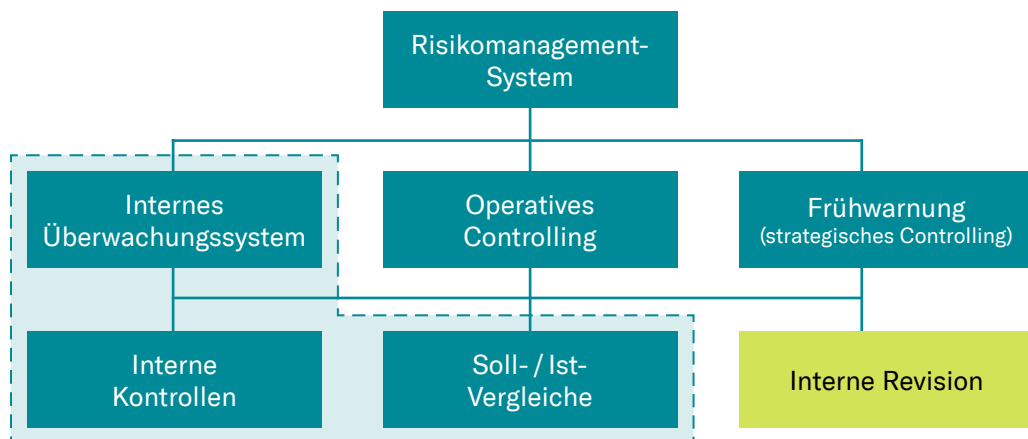 Risikomanagement-
System
Internes
Überwachungssystem
Operatives
Controlling
Frühwarnung
(strategisches Controlling)
Interne
Kontrollen
Soll- / Ist-
Vergleiche
Interne Revision